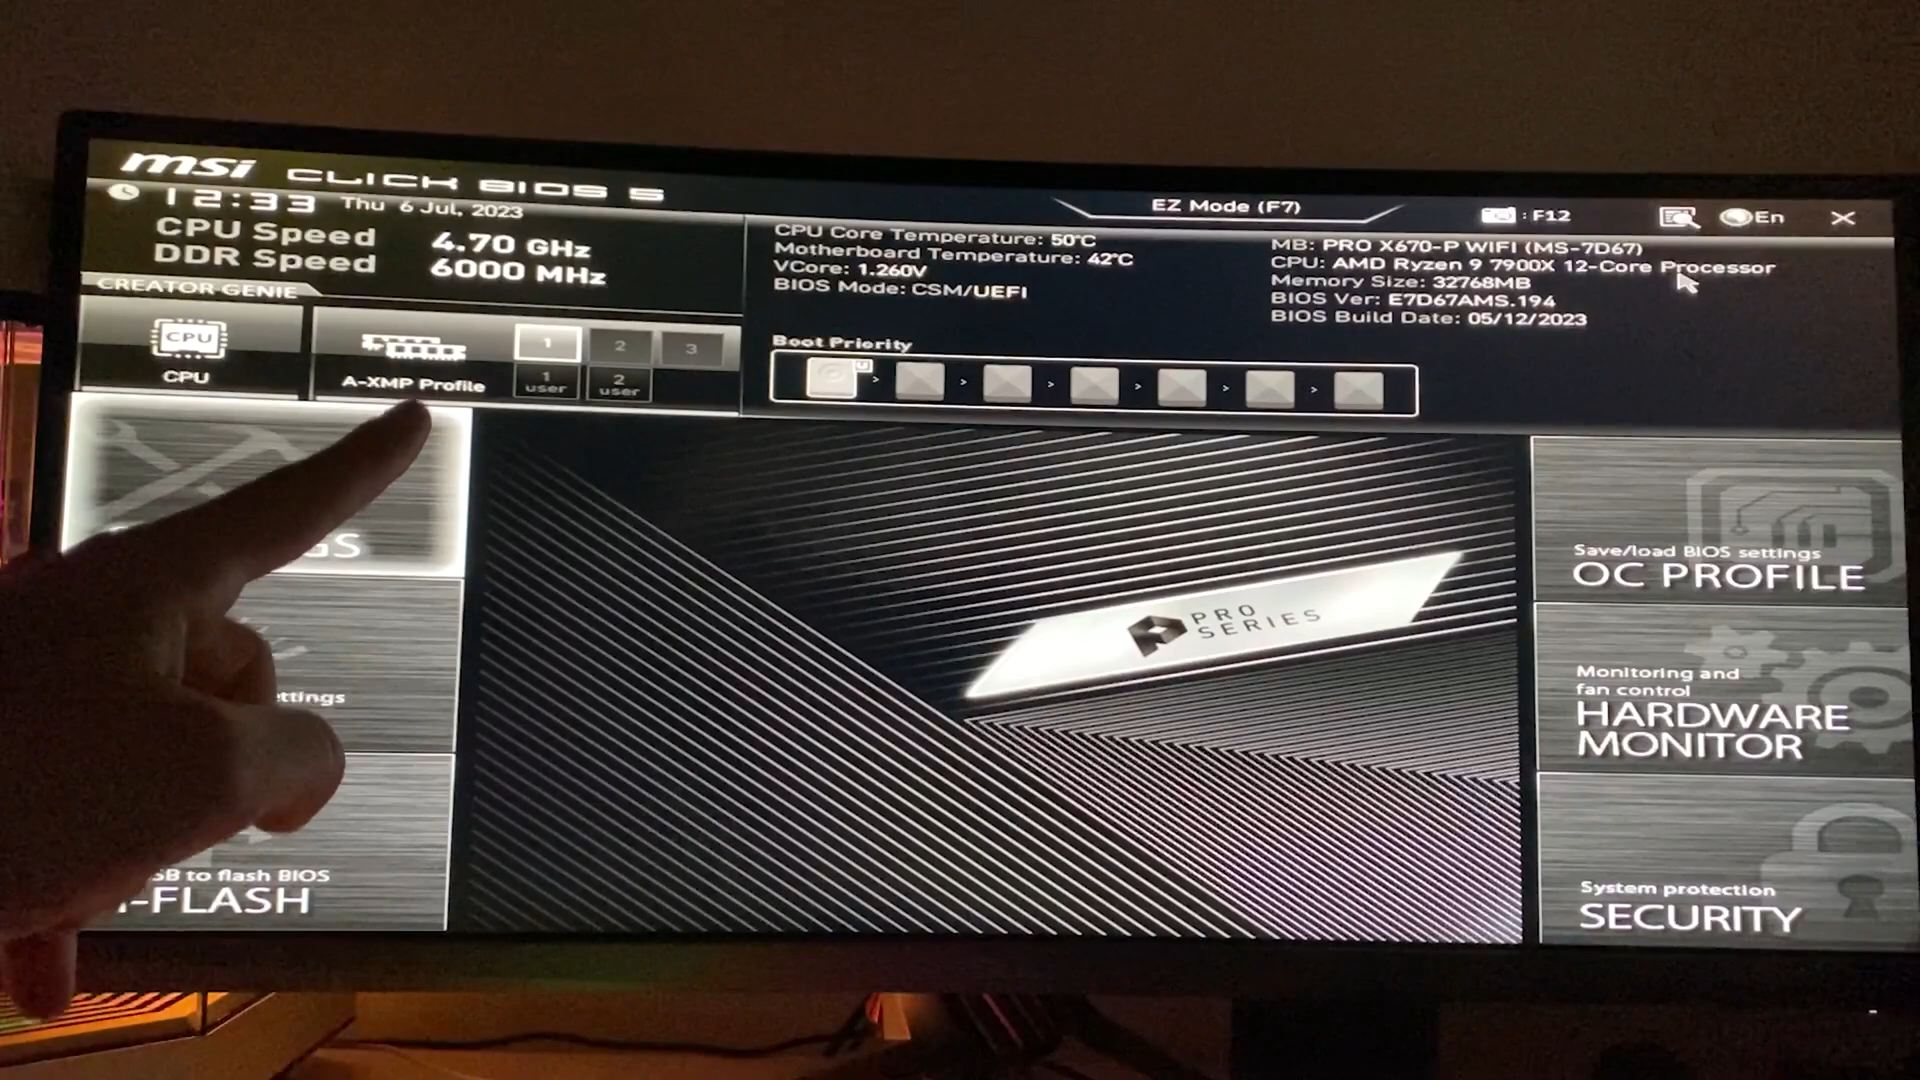 msi CLICK BIOS 5
12:33 Thu 6 Jul, 2023
CPU Speed 4.70 GHz
DDR Speed 6000 MHz
CREATOR GENIE
CPU
CPU
A-XMP Profile
1 2 3
1 user
2 user
EZ Mode (F7)
: F12
En
CPU Core Temperature: 50°C
Motherboard Temperature: 42°C
VCore: 1.260V
BIOS Mode: CSM/UEFI
MB: PRO X670-P WIFI (MS-7D67)
CPU: AMD Ryzen 9 7900X 12-Core Processor
Memory Size: 32768MB
BIOS Ver: E7D67AMS.194
BIOS Build Date: 05/12/2023
Boot Priority
U
GS
ettings
SB to flash BIOS
-FLASH
PRO
SERIES
Save/load BIOS settings
OC PROFILE
Monitoring and
fan control
HARDWARE
MONITOR
System protection
SECURITY